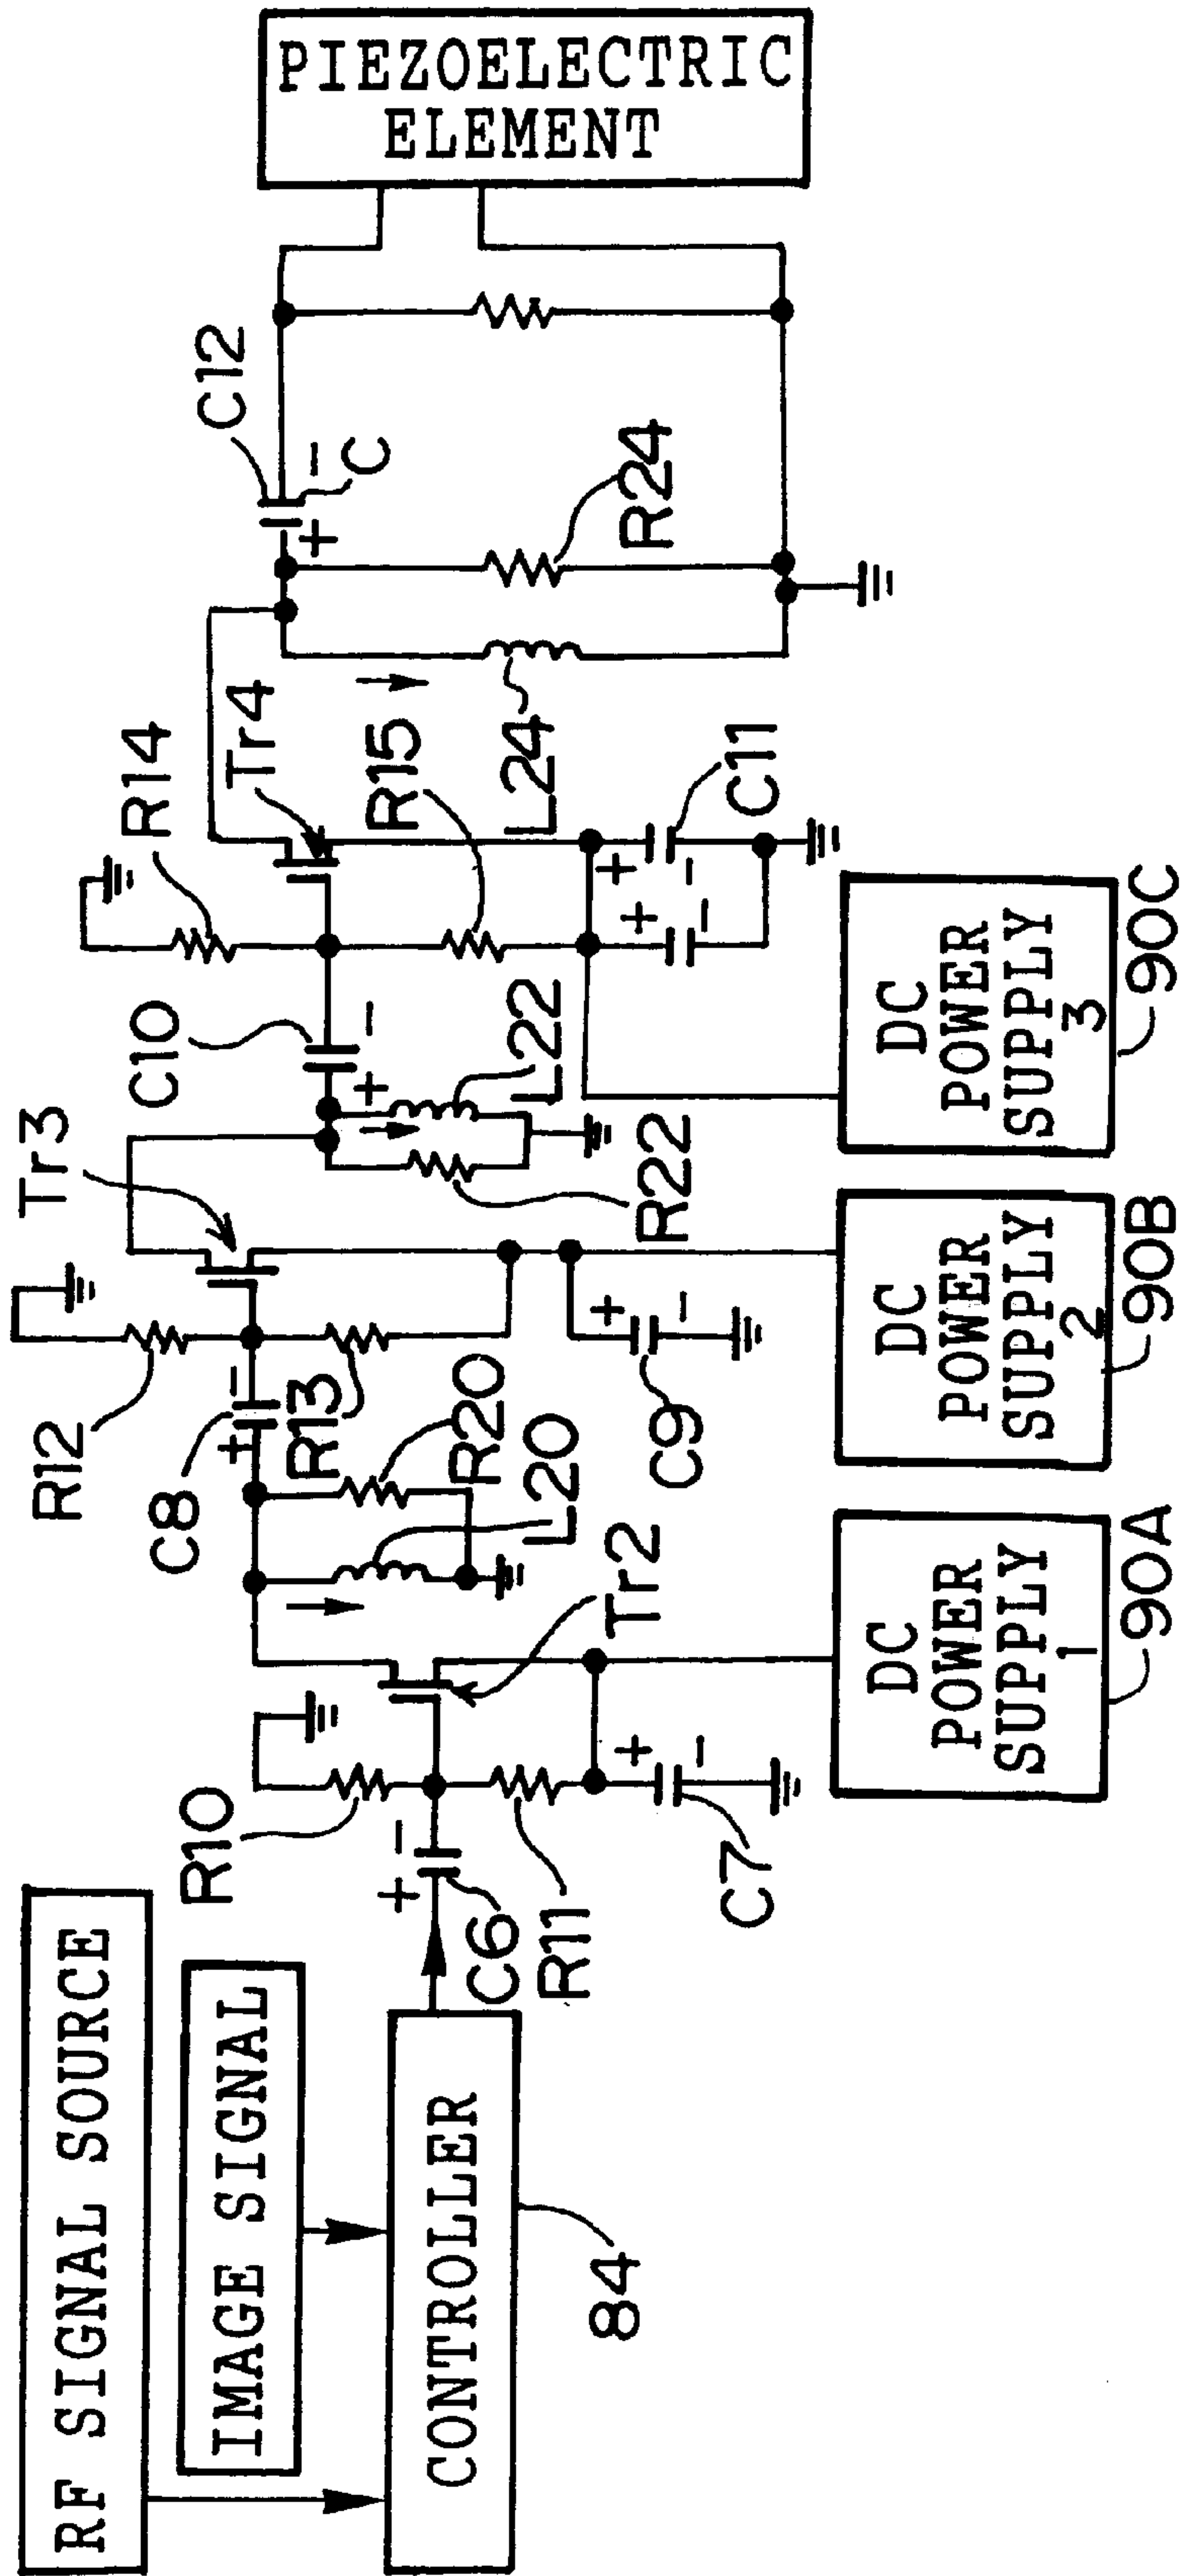 RF SIGNAL SOURCE
IMAGE SIGNAL
CONTROLLER
84
C6
+ -
R10
R11
C7
+
-
Tr2
L20
R20
C8
+ -
R12
R13
Tr3
C9
+
-
R22
L22
C10
+ -
R14
R15
Tr4
C11
+
-
+
-
L24
R24
C12
C
+ -
PIEZOELECTRIC
ELEMENT
DC
POWER
SUPPLY
1
90A
DC
POWER
SUPPLY
2
90B
DC
POWER
SUPPLY
3
90C